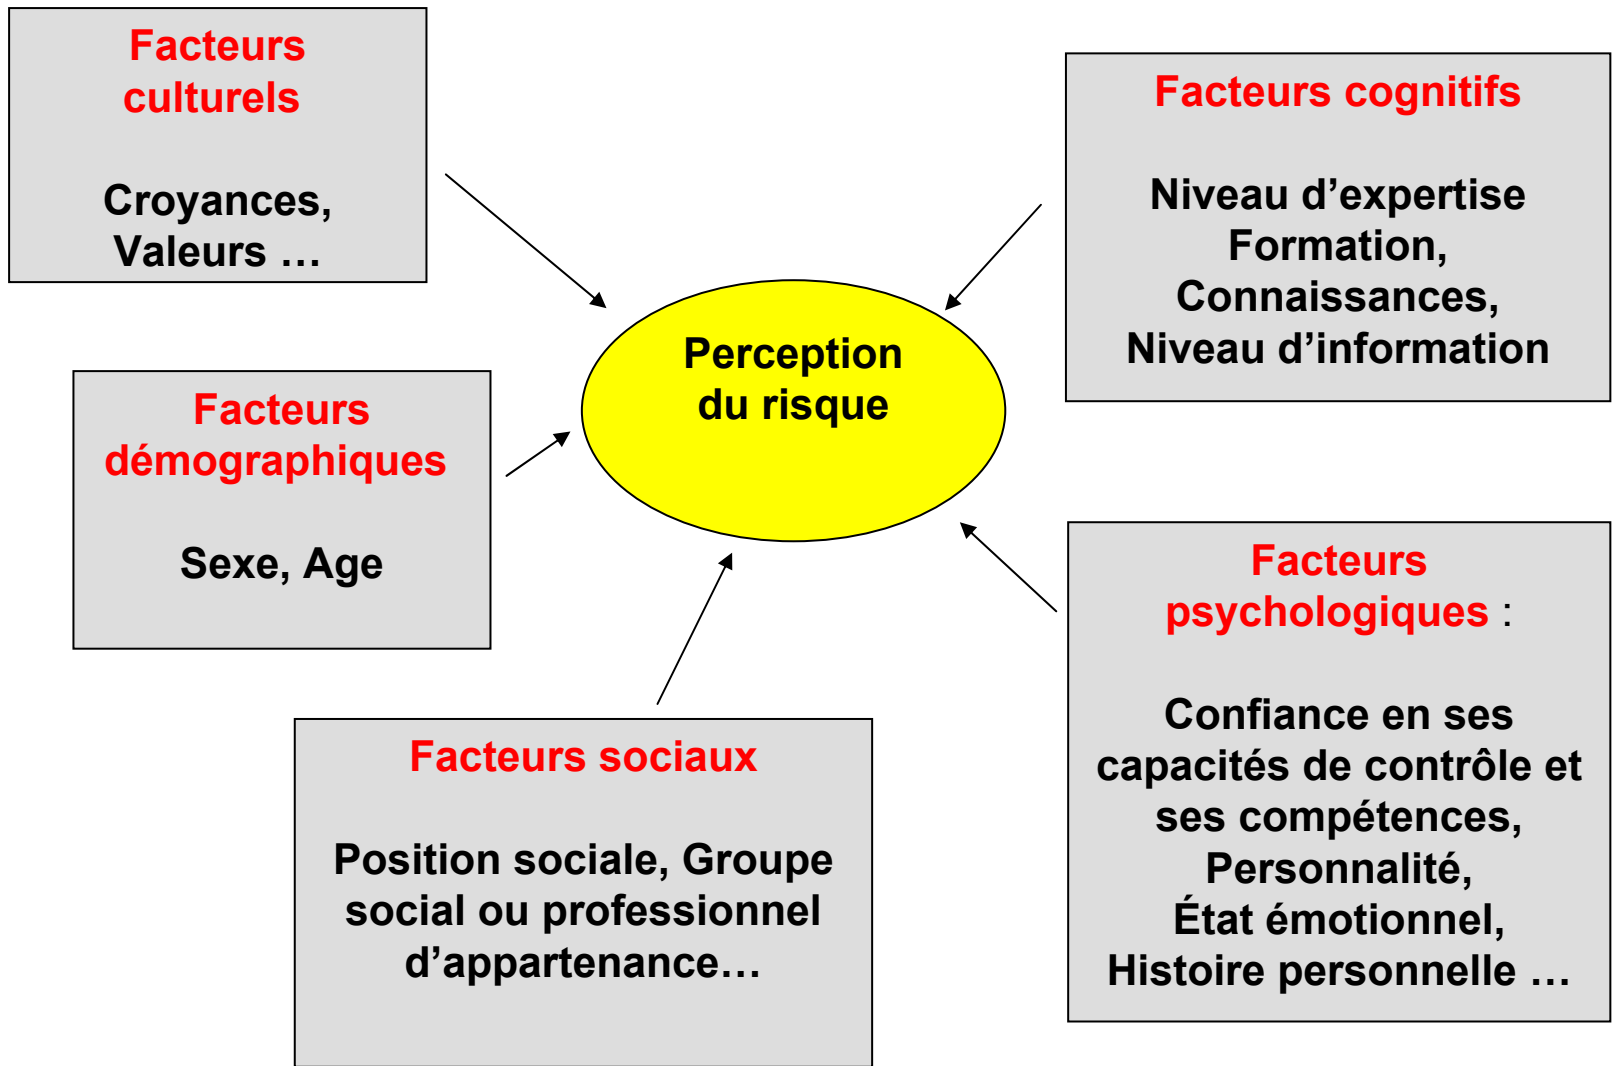 Facteurs
culturels
Croyances,
Valeurs …
Facteurs cognitifs
Niveau d’expertise
Formation,
Connaissances,
Niveau d’information
Perception
du risque
Facteurs
démographiques
Sexe, Age
Facteurs
psychologiques :
Confiance en ses
capacités de contrôle et
ses compétences,
Personnalité,
État émotionnel,
Histoire personnelle …
Facteurs sociaux
Position sociale, Groupe
social ou professionnel
d’appartenance…